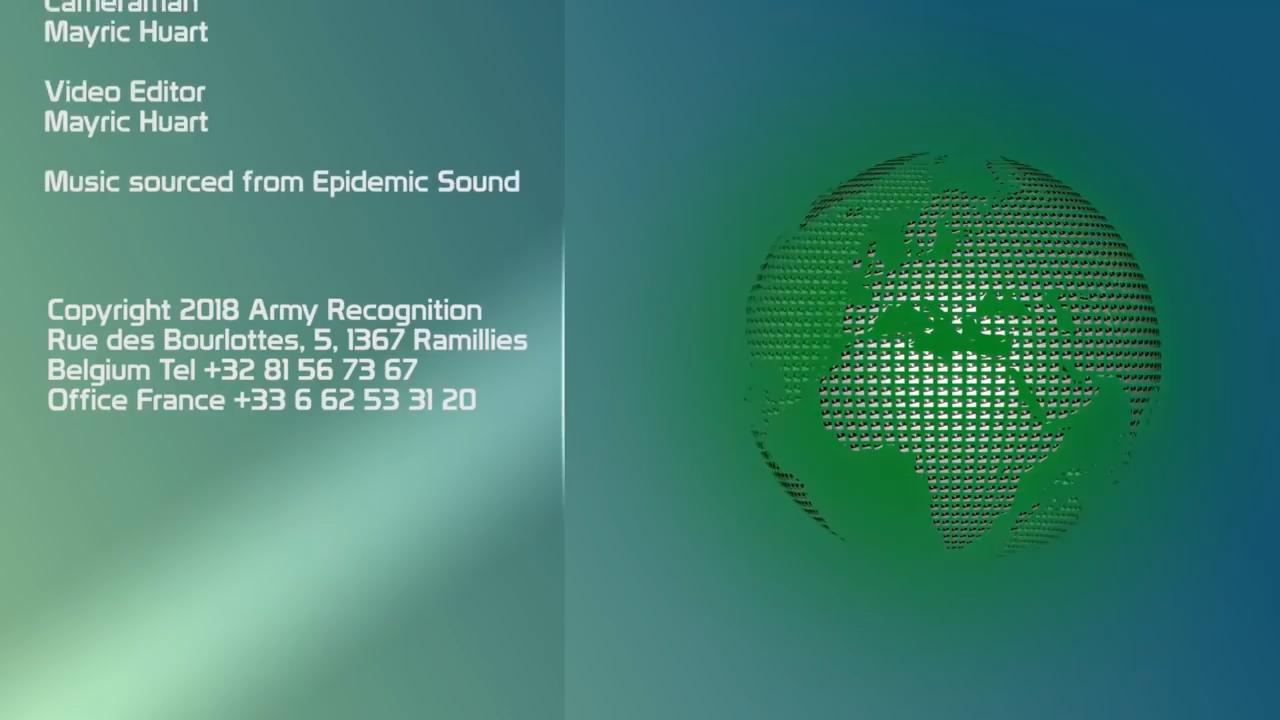 Cameraman
Mayric Huart
Video Editor
Mayric Huart
Music sourced from Epidemic Sound
Copyright 2018 Army Recognition
Rue des Bourlottes, 5, 1367 Ramillies
Belgium Tel +32 81 56 73 67
Office France +33 6 62 53 31 20